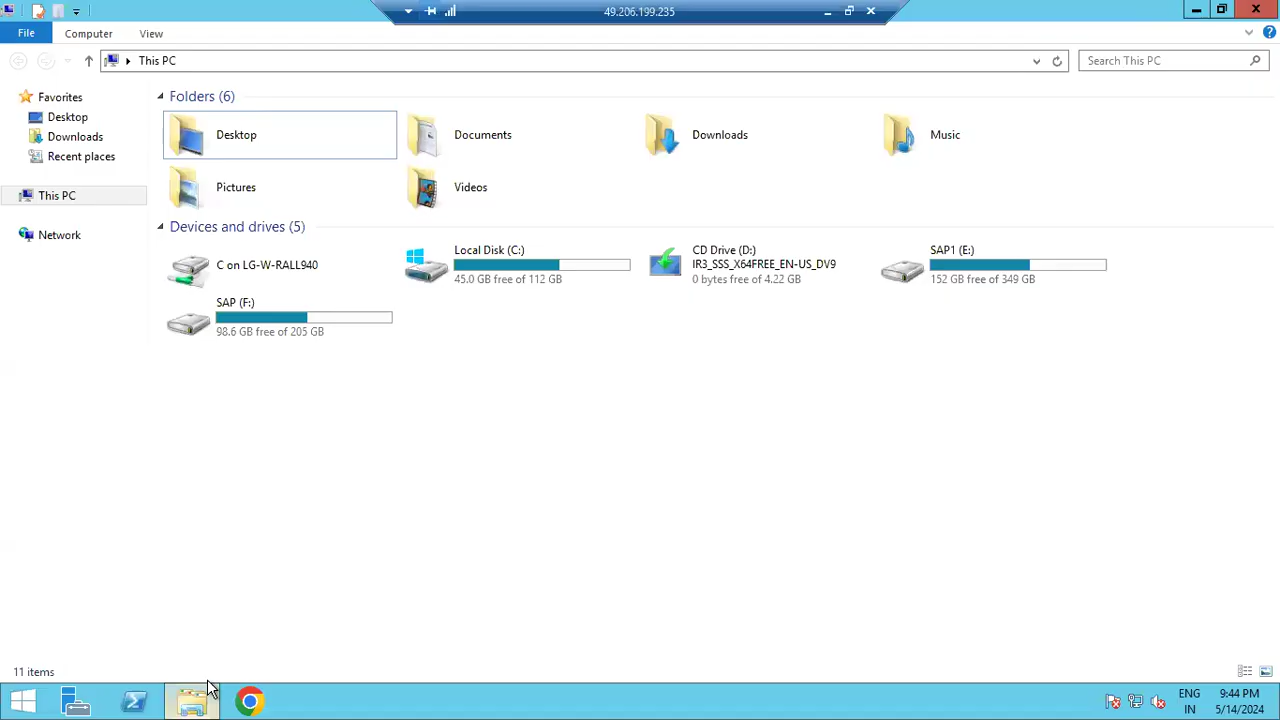 49.206.199.235
File
Computer
View
This PC
Search This PC
Favorites
Desktop
Downloads
Recent places
This PC
Network
Folders (6)
Desktop
Documents
Downloads
Music
Pictures
Videos
Devices and drives (5)
C on LG-W-RALL940
Local Disk (C:)
45.0 GB free of 112 GB
CD Drive (D:)
IR3_SSS_X64FREE_EN-US_DV9
0 bytes free of 4.22 GB
SAP1 (E:)
152 GB free of 349 GB
SAP (F:)
98.6 GB free of 205 GB
11 items
ENG
IN
9:44 PM
5/14/2024